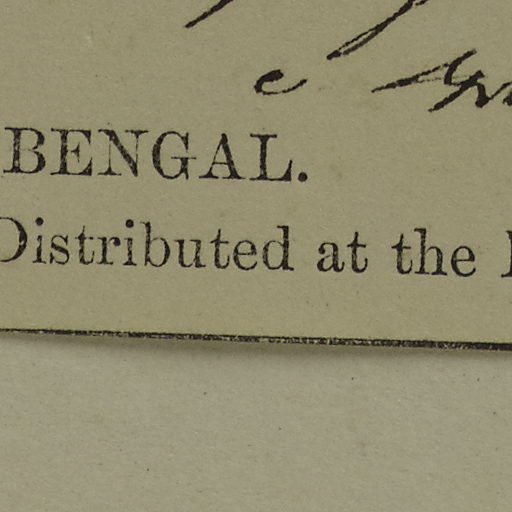 BENGAL.
Distributed at the